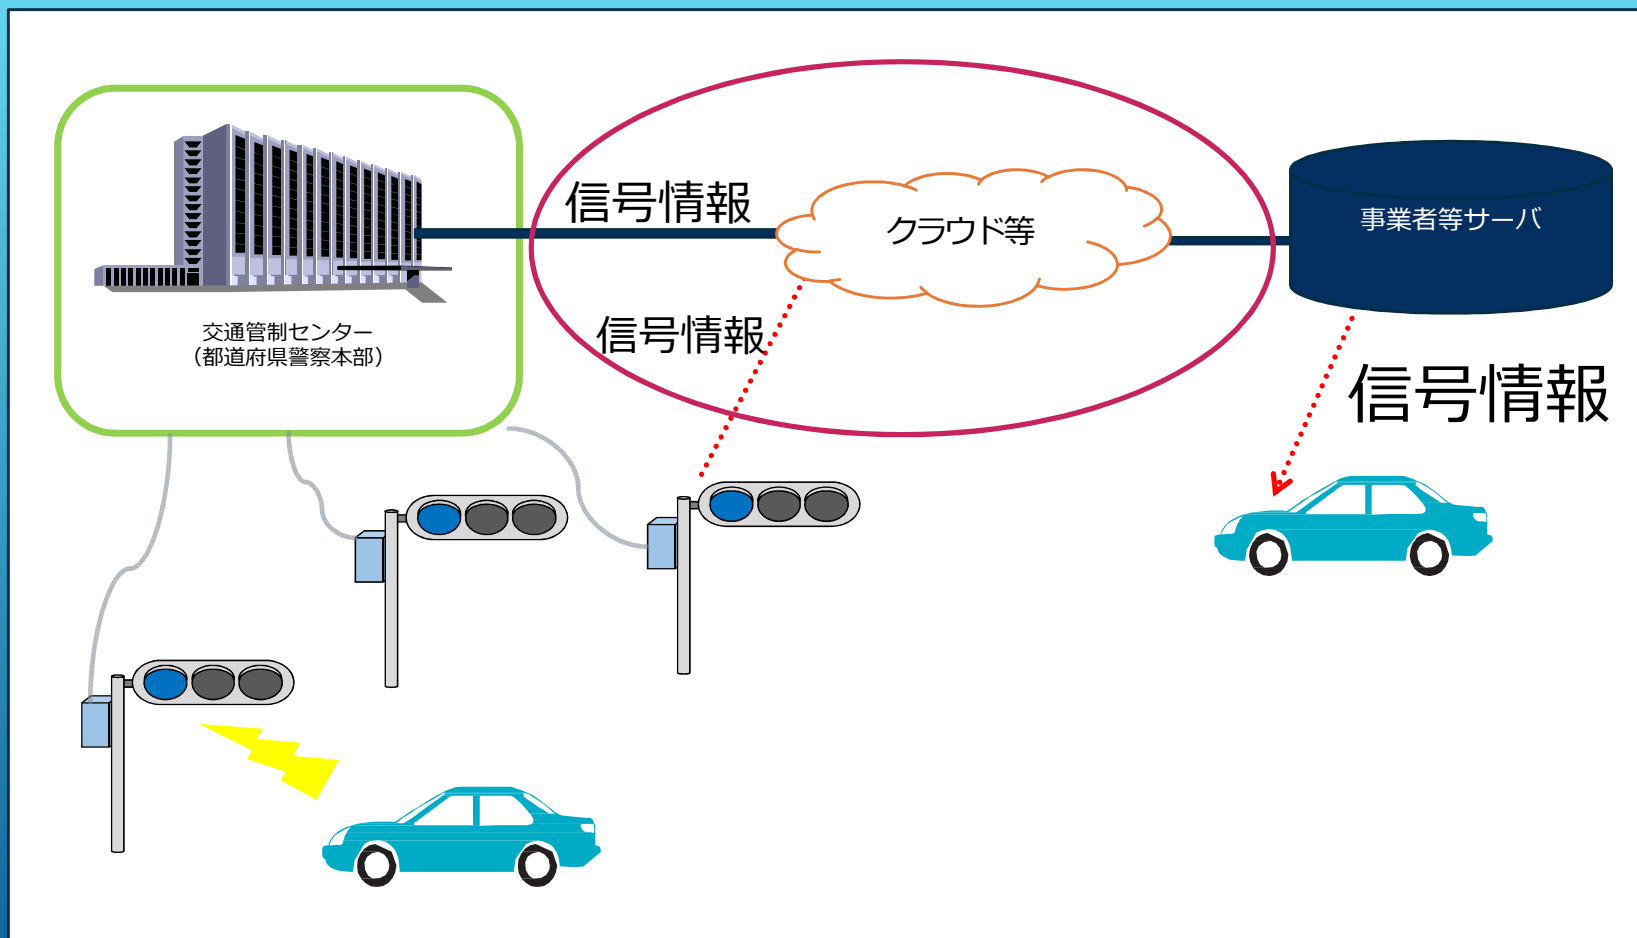 信号情報
クラウド等
事業者等サーバ
交通管制センター
（都道府県警察本部）
信号情報
信号情報